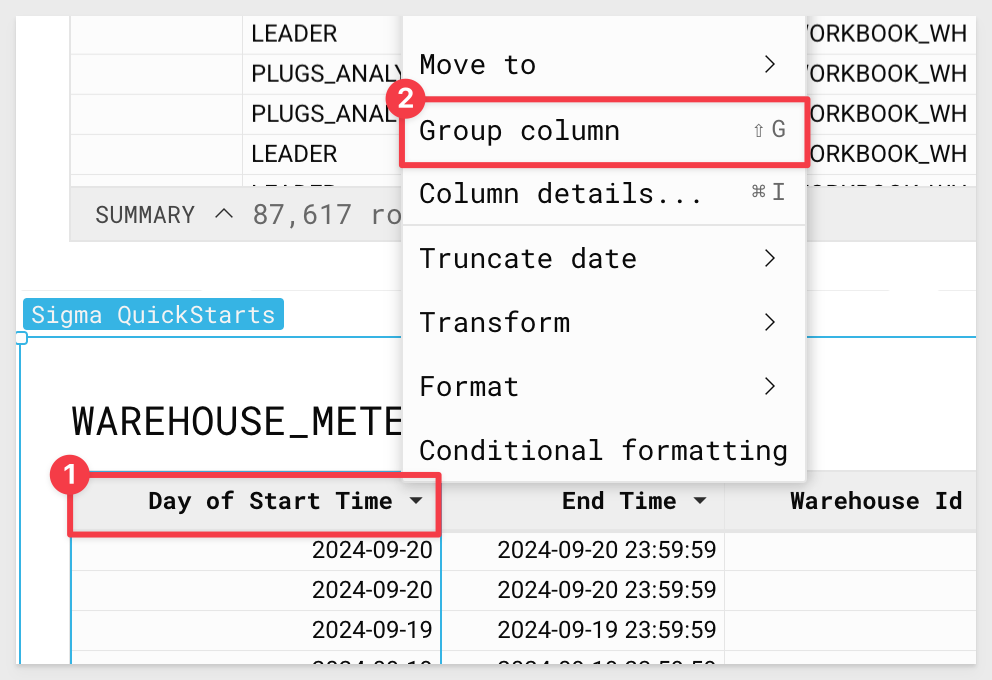 LEADER
ORKBOOK_WH
Move to
PLUGS_ANALY
ORKBOOK_WH
2
PLUGS_ANAL
Group column ⇧ G
ORKBOOK_WH
LEADER
ORKBOOK_WH
Column details... ⌘ I
SUMMARY 87,617 ro
Truncate date
Sigma QuickStarts
Transform
Format
WAREHOUSE_METE
Conditional formatting
1
Day of Start Time End Time Warehouse Id
2024-09-20 2024-09-20 23:59:59
2024-09-20 2024-09-20 23:59:59
2024-09-19 2024-09-19 23:59:59